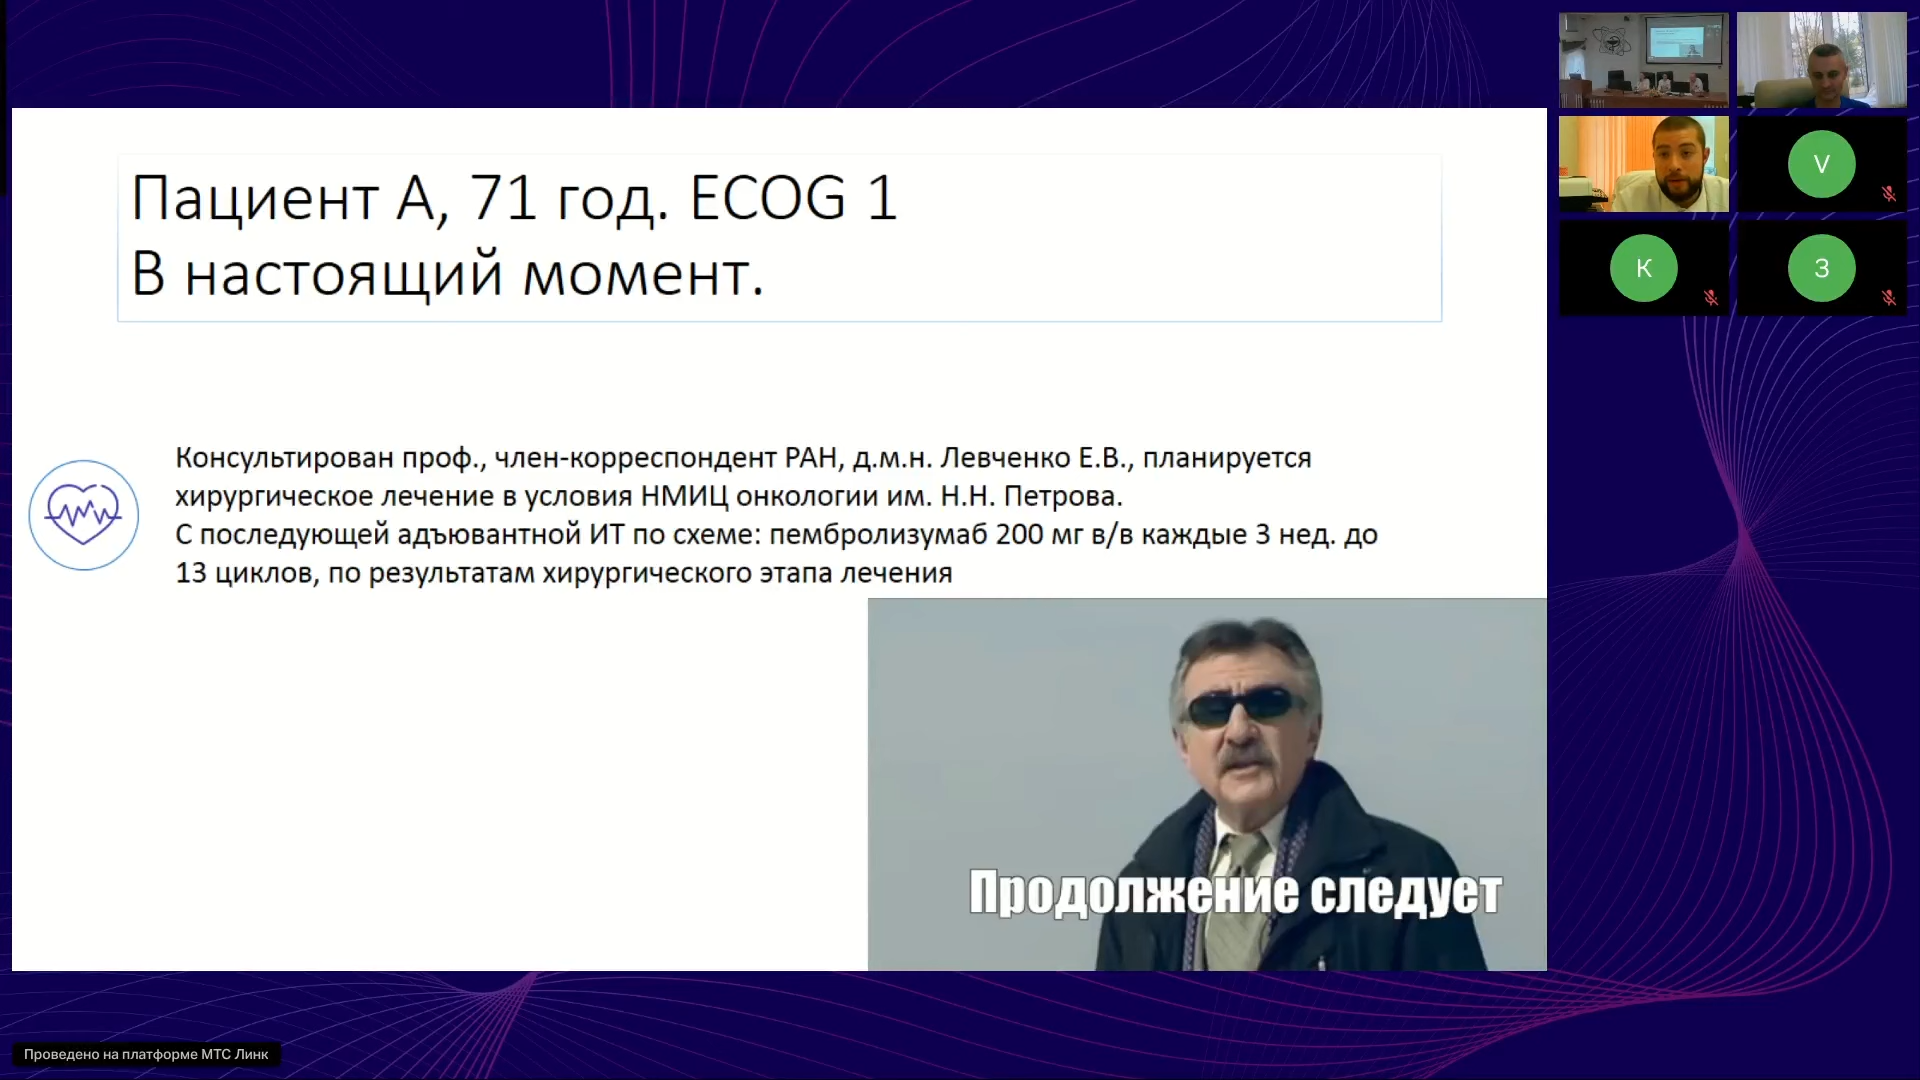 Пациент А, 71 год. ECOG 1
В настоящий момент.
Консультирован проф., член-корреспондент РАН, д.м.н. Левченко Е.В., планируется
хирургическое лечение в условия НМИЦ онкологии им. Н.Н. Петрова.
С последующей адъювантной ИТ по схеме: пембролизумаб 200 мг в/в каждые 3 нед. до
13 циклов, по результатам хирургического этапа лечения
Продолжение следует
V
К
З
Проведено на платформе МТС Линк